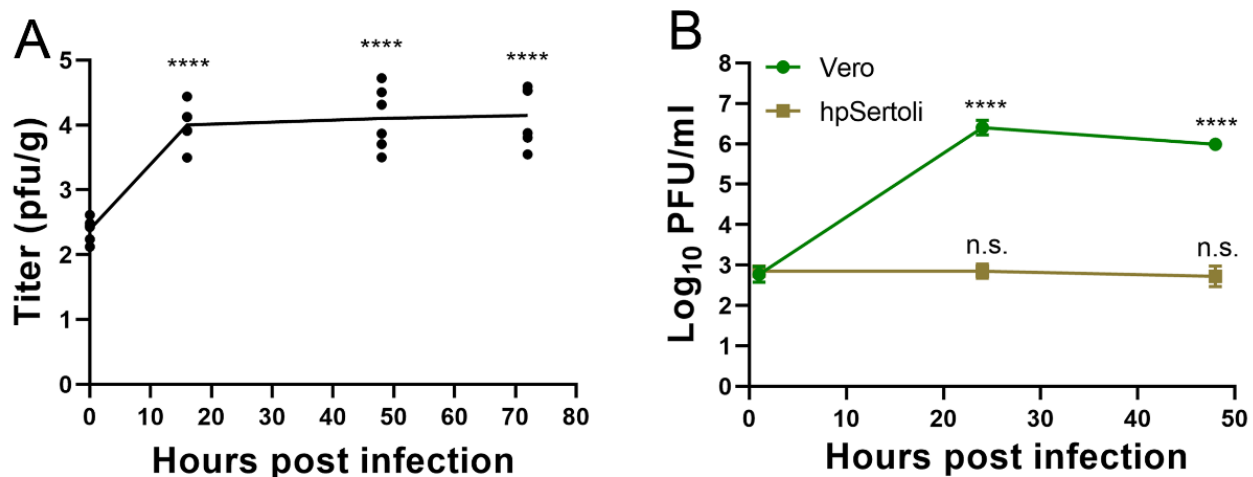 A
5
4
3
2
1
0
Titer (pfu/g)
****
****
****
0 10 20 30 40 50 60 70 80
Hours post infection
B
8
7
6
5
4
3
2
1
0
Log₁₀ PFU/ml
Vero
hpSertoli
****
****
n.s.
n.s.
0 10 20 30 40 50
Hours post infection